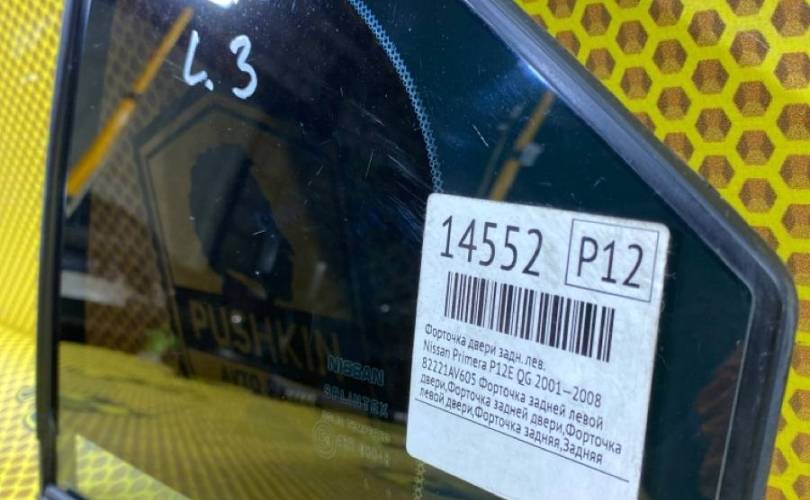 L.3
PUSHKIN
NISSAN
SPLINTEX
14552
P12
Форточка двери задн. лев.
Nissan Primera P12E QG 2001–2008
82221AV605 Форточка задней левой
двери,Форточка задней двери,Форточка
левой двери,Форточка задняя,Задняя